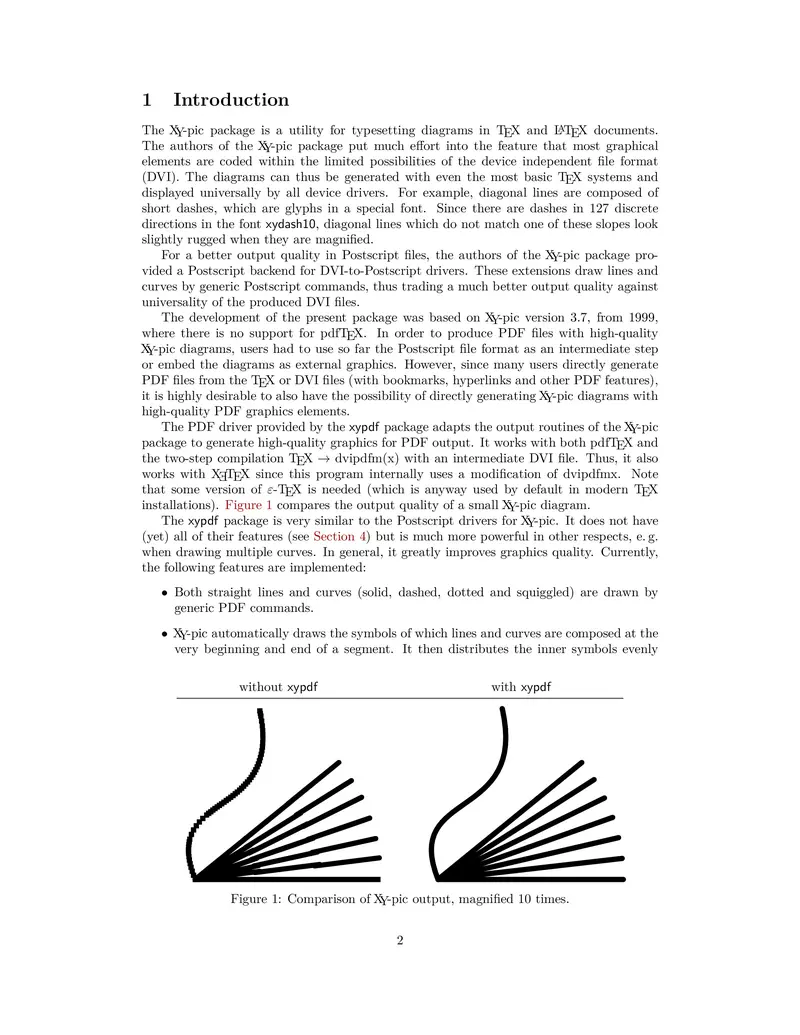 1 Introduction
The XY-pic package is a utility for typesetting diagrams in TEX and LATEX documents.
The authors of the XY-pic package put much effort into the feature that most graphical
elements are coded within the limited possibilities of the device independent file format
(DVI). The diagrams can thus be generated with even the most basic TEX systems and
displayed universally by all device drivers. For example, diagonal lines are composed of
short dashes, which are glyphs in a special font. Since there are dashes in 127 discrete
directions in the font xydash10, diagonal lines which do not match one of these slopes look
slightly rugged when they are magnified.
For a better output quality in Postscript files, the authors of the XY-pic package pro-
vided a Postscript backend for DVI-to-Postscript drivers. These extensions draw lines and
curves by generic Postscript commands, thus trading a much better output quality against
universality of the produced DVI files.
The development of the present package was based on XY-pic version 3.7, from 1999,
where there is no support for pdfTEX. In order to produce PDF files with high-quality
XY-pic diagrams, users had to use so far the Postscript file format as an intermediate step
or embed the diagrams as external graphics. However, since many users directly generate
PDF files from the TEX or DVI files (with bookmarks, hyperlinks and other PDF features),
it is highly desirable to also have the possibility of directly generating XY-pic diagrams with
high-quality PDF graphics elements.
The PDF driver provided by the xypdf package adapts the output routines of the XY-pic
package to generate high-quality graphics for PDF output. It works with both pdfTEX and
the two-step compilation TEX → dvipdfm(x) with an intermediate DVI file. Thus, it also
works with XƎTEX since this program internally uses a modification of dvipdfmx. Note
that some version of ε-TEX is needed (which is anyway used by default in modern TEX
installations). Figure 1 compares the output quality of a small XY-pic diagram.
The xypdf package is very similar to the Postscript drivers for XY-pic. It does not have
(yet) all of their features (see Section 4) but is much more powerful in other respects, e. g.
when drawing multiple curves. In general, it greatly improves graphics quality. Currently,
the following features are implemented:
• Both straight lines and curves (solid, dashed, dotted and squiggled) are drawn by
generic PDF commands.
• XY-pic automatically draws the symbols of which lines and curves are composed at the
very beginning and end of a segment. It then distributes the inner symbols evenly
without xypdf with xypdf
Figure 1: Comparison of XY-pic output, magnified 10 times.
2